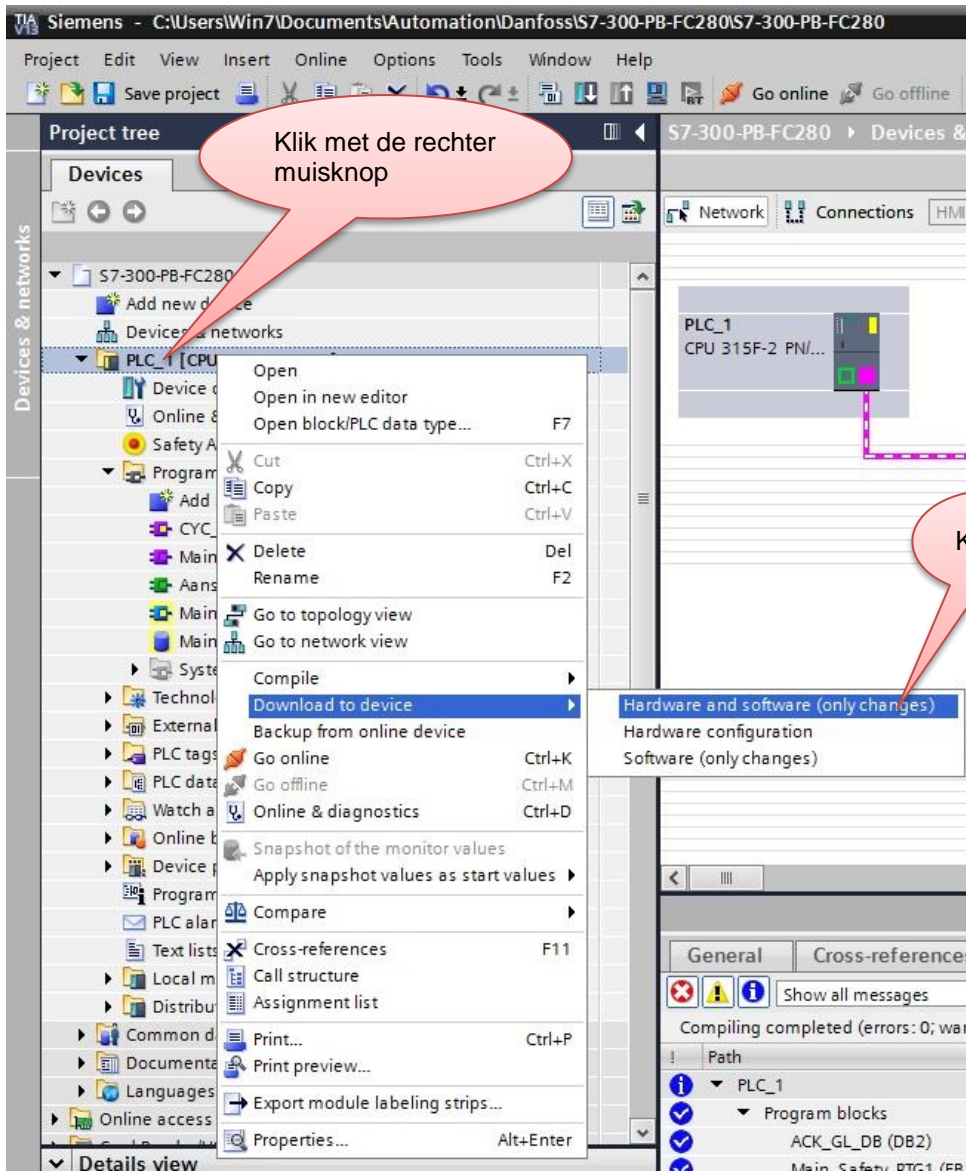 Siemens - C:\Users\Win7\Documents\Automation\Danfoss\S7-300-PB-FC280\S7-300-PB-FC280
Project Edit View Insert Online Options Tools Window Help
Save project Go online Go offline
Project tree
S7-300-PB-FC280 Devices &
Klik met de rechter
muisknop
Devices
Network Connections HMI
Devices & networks
S7-300-PB-FC280
Add new device
Devices & networks
PLC_1 [CPU
Device
Online &
Safety A
Program
Add
CYC_
Main
Aans
Main
Main
Syste
Technol
External
PLC tags
PLC data
Watch a
Online b
Device p
Program
PLC alar
Text lists
Local m
Distribu
Common d
Documenta
Languages
Online access
Details view
Open
Open in new editor
Open block/PLC data type... F7
Cut Ctrl+X
Copy Ctrl+C
Paste Ctrl+V
Delete Del
Rename F2
Go to topology view
Go to network view
Compile
Download to device
Backup from online device
Go online Ctrl+K
Go offline Ctrl+M
Online & diagnostics Ctrl+D
Snapshot of the monitor values
Apply snapshot values as start values
Compare
Cross-references F11
Call structure
Assignment list
Print... Ctrl+P
Print preview...
Export module labeling strips...
Properties... Alt+Enter
Hardware and software (only changes)
Hardware configuration
Software (only changes)
PLC_1
CPU 315F-2 PN/...
K
General Cross-references
Show all messages
Compiling completed (errors: 0; war
! Path
PLC_1
Program blocks
ACK_GL_DB (DB2)
Main_Safety_RTG1 (FB